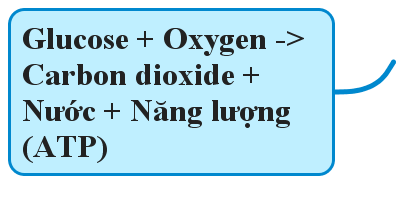 Glucose + Oxygen ->
Carbon dioxide +
Nước + Năng lượng
(ATP)